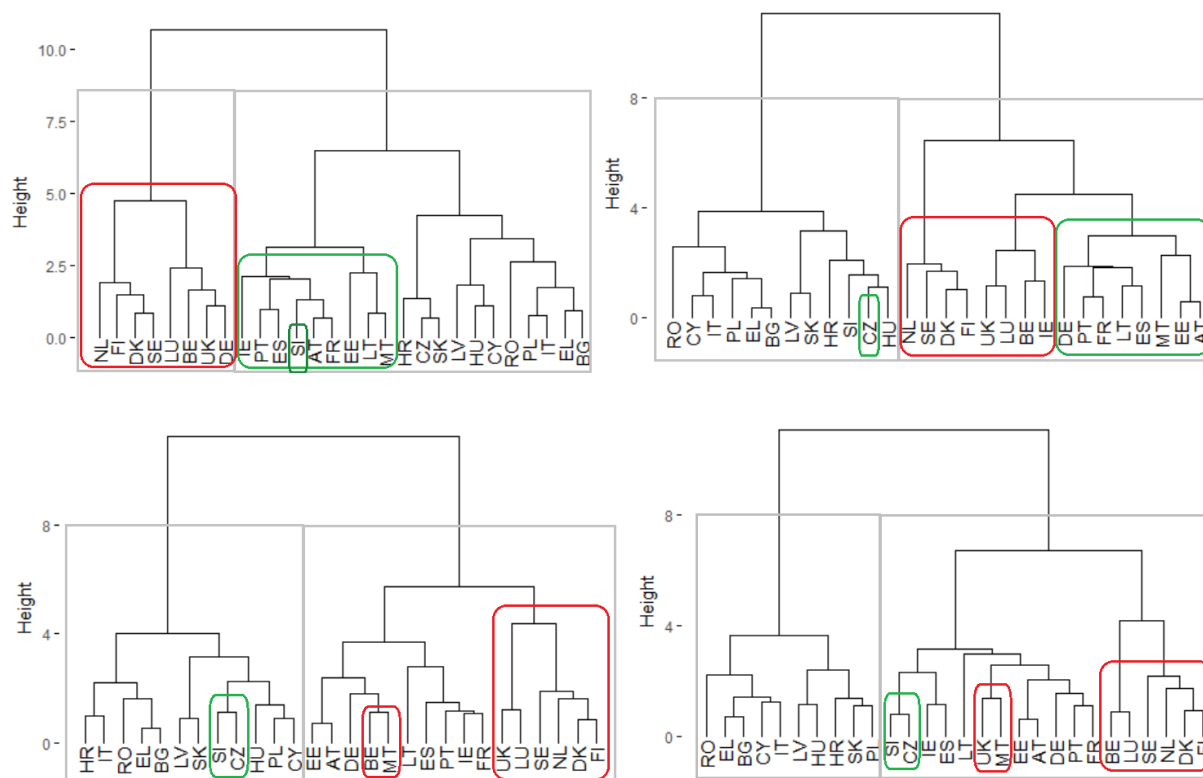 10.0
7.5
5.0
2.5
0.0
Height
NL FI DK SE LU BE UK DE IE PT ES SI AT FR EE LT MT HR CZ SK LV HU CY RO PL IT EL BG
8
4
0
Height
RO CY IT PL EL BG LV SK HR SI CZ HU NL SE DK FI UK LU BE IE DE PT FR LT ES MT EE AT
8
4
0
Height
HR IT RO EL BG LV SK SI CZ HU PL CY EE AT DE BE MT LT ES PT IE FR UK LU SE NL DK FI
8
4
0
Height
RO EL BG CY IT LV HU HR SK PL SI CZ IE ES LT UK MT EE AT DE PT FR BE LU SE NL DK